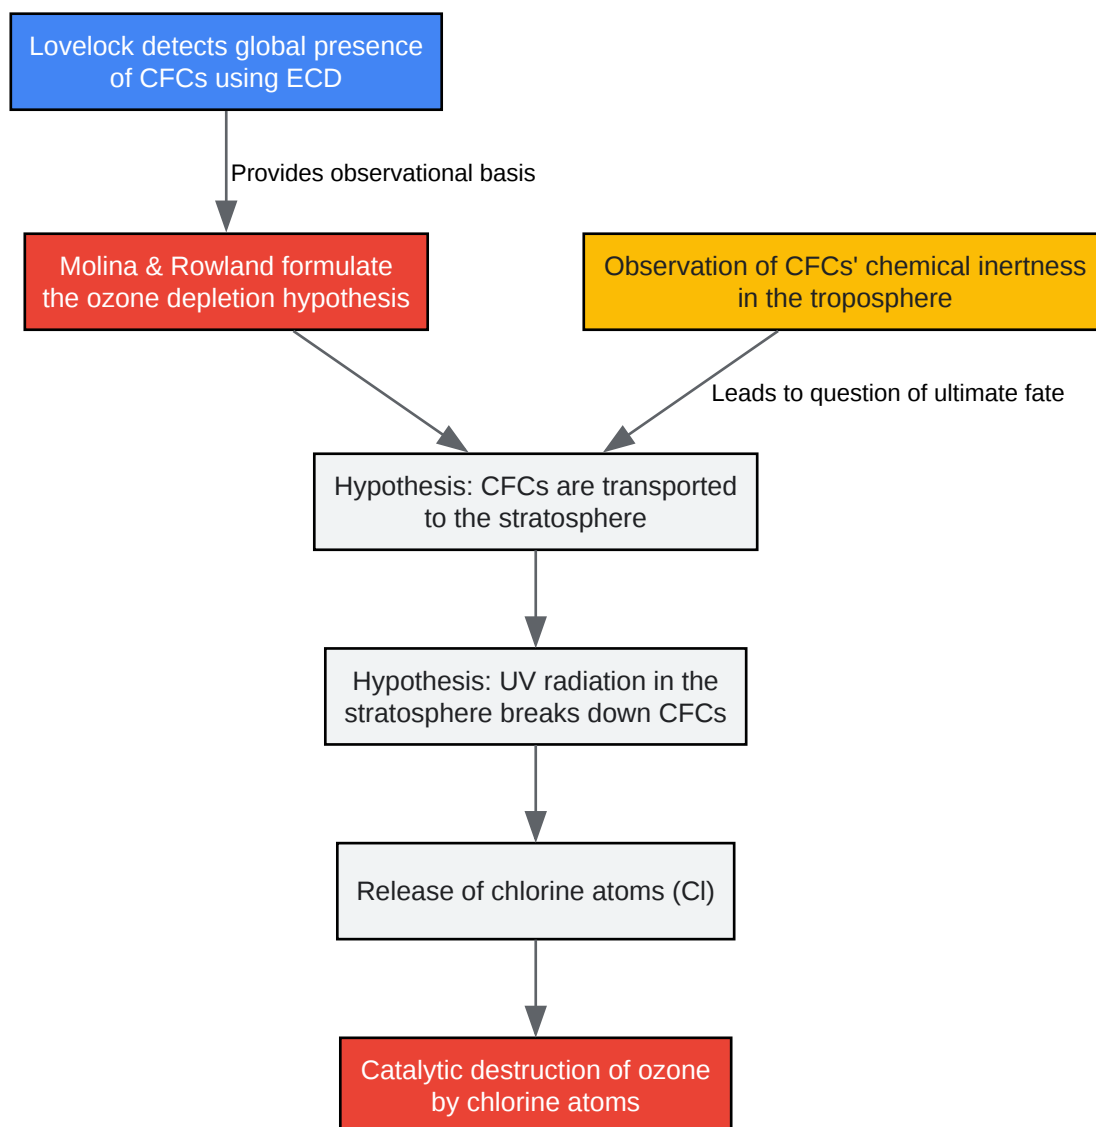 Lovelock detects global presence
of CFCs using ECD
Provides observational basis
Molina & Rowland formulate
the ozone depletion hypothesis
Observation of CFCs' chemical inertness
in the troposphere
Leads to question of ultimate fate
Hypothesis: CFCs are transported
to the stratosphere
Hypothesis: UV radiation in the
stratosphere breaks down CFCs
Release of chlorine atoms (Cl)
Catalytic destruction of ozone
by chlorine atoms